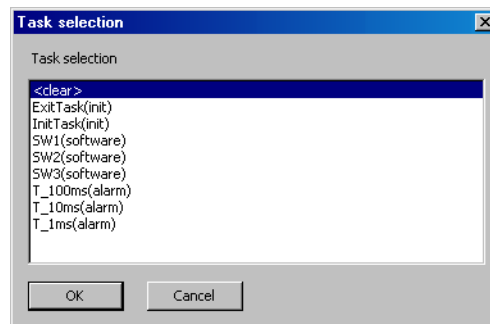 Task selection
Task selection
<clear>
ExitTask(init)
InitTask(init)
SW1(software)
SW2(software)
SW3(software)
T_100ms(alarm)
T_10ms(alarm)
T_1ms(alarm)
OK
Cancel